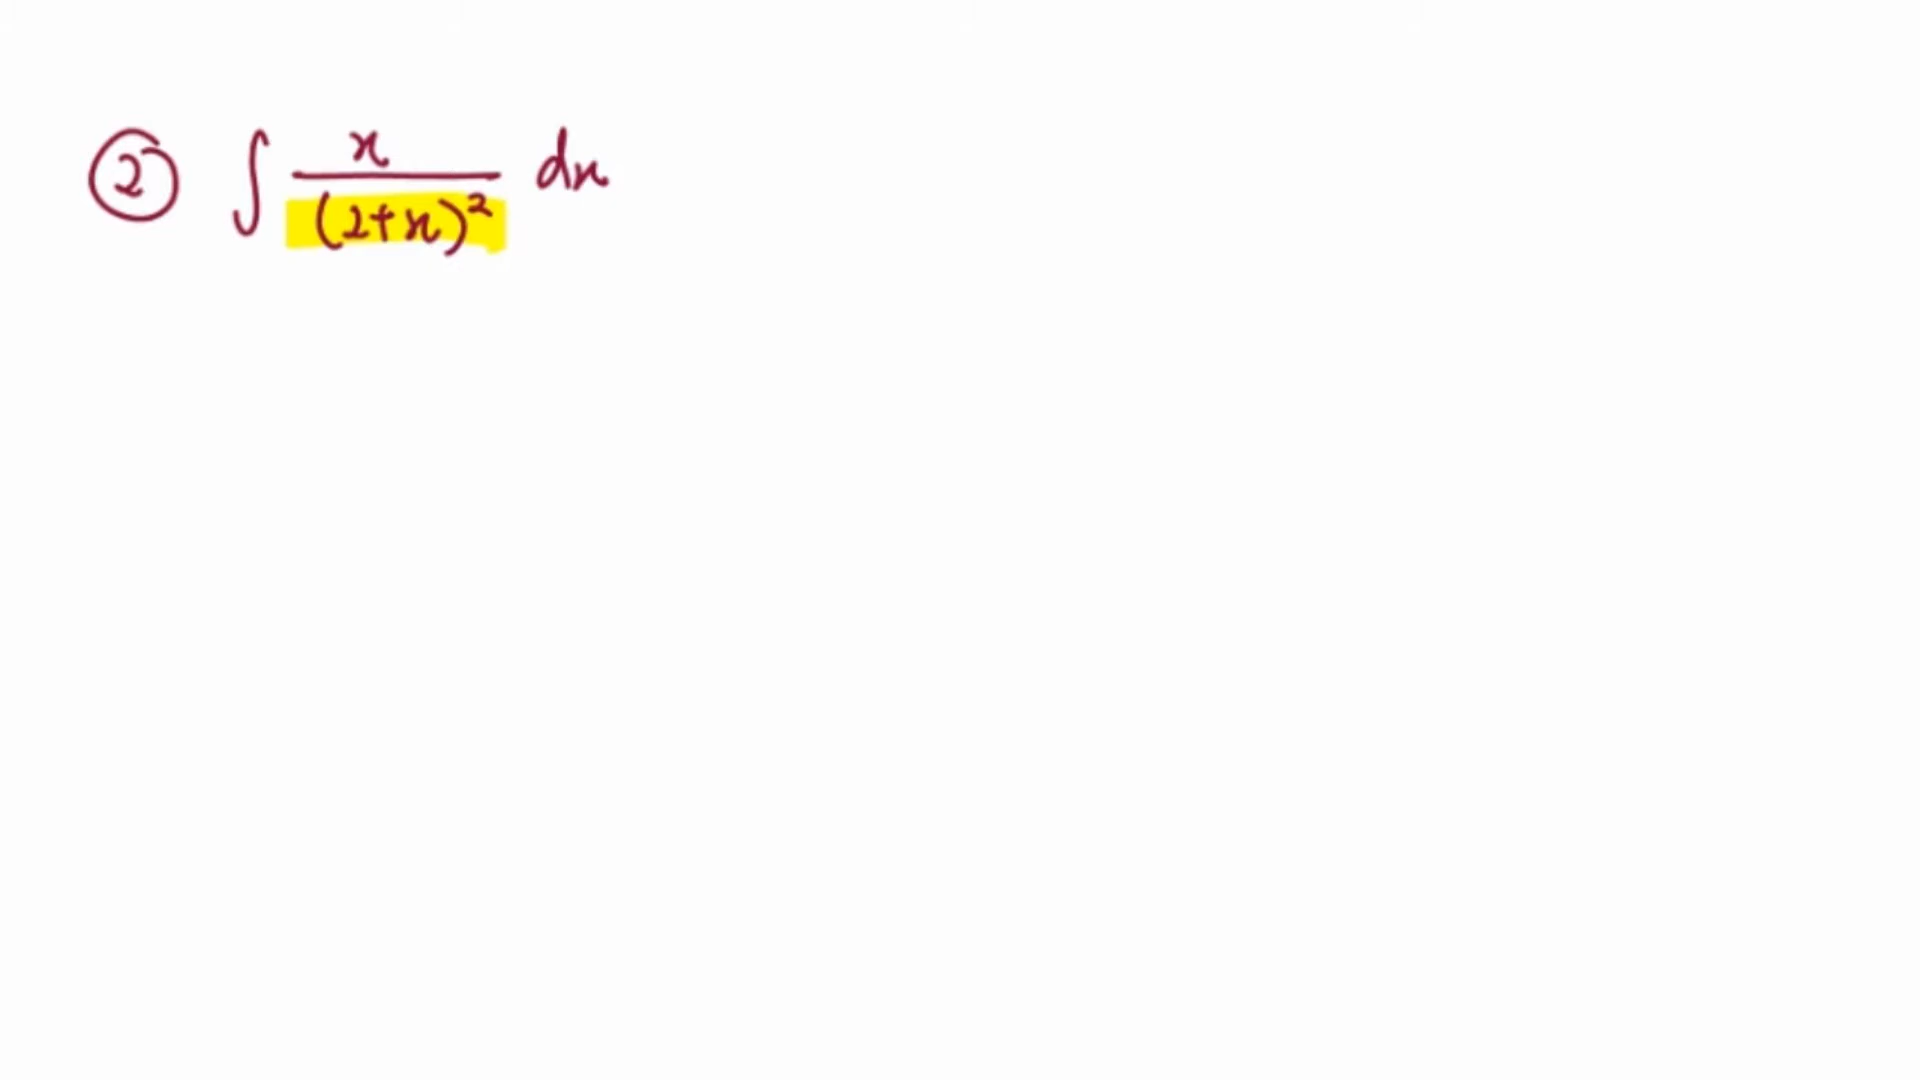 ② ∫ x/(2+x)² dx